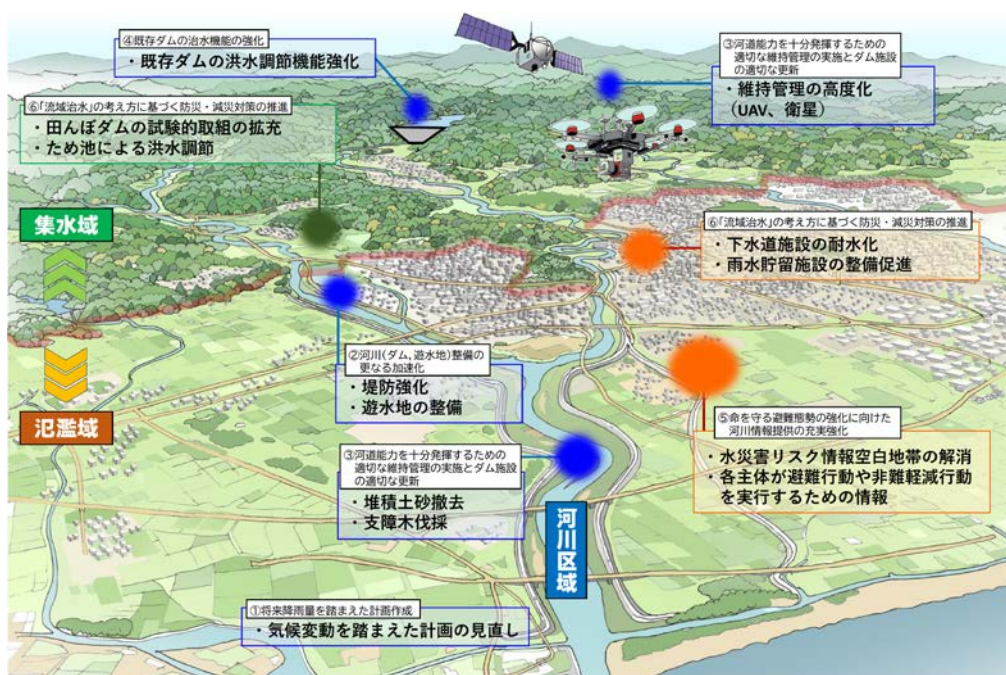 ④既存ダムの治水機能の強化
・既存ダムの洪水調節機能強化
③河道能力を十分発揮するための
適切な維持管理の実施とダム施設
の適切な更新
・維持管理の高度化
（UAV、衛星）
⑥「流域治水」の考え方に基づく防災・減災対策の推進
・田んぼダムの試験的取組の拡充
・ため池による洪水調節
集水域
⑥「流域治水」の考え方に基づく防災・減災対策の推進
・下水道施設の耐水化
・雨水貯留施設の整備促進
②河川(ダム,遊水地)整備の
更なる加速化
・堤防強化
・遊水地の整備
氾濫域
⑤命を守る避難態勢の強化に向けた
河川情報提供の充実強化
・水災害リスク情報空白地帯の解消
・各主体が避難行動や非難軽減行動
を実行するための情報
③河道能力を十分発揮するための
適切な維持管理の実施とダム施設
の適切な更新
・堆積土砂撤去
・支障木伐採
河川区域
①将来降雨量を踏まえた計画作成
・気候変動を踏まえた計画の見直し